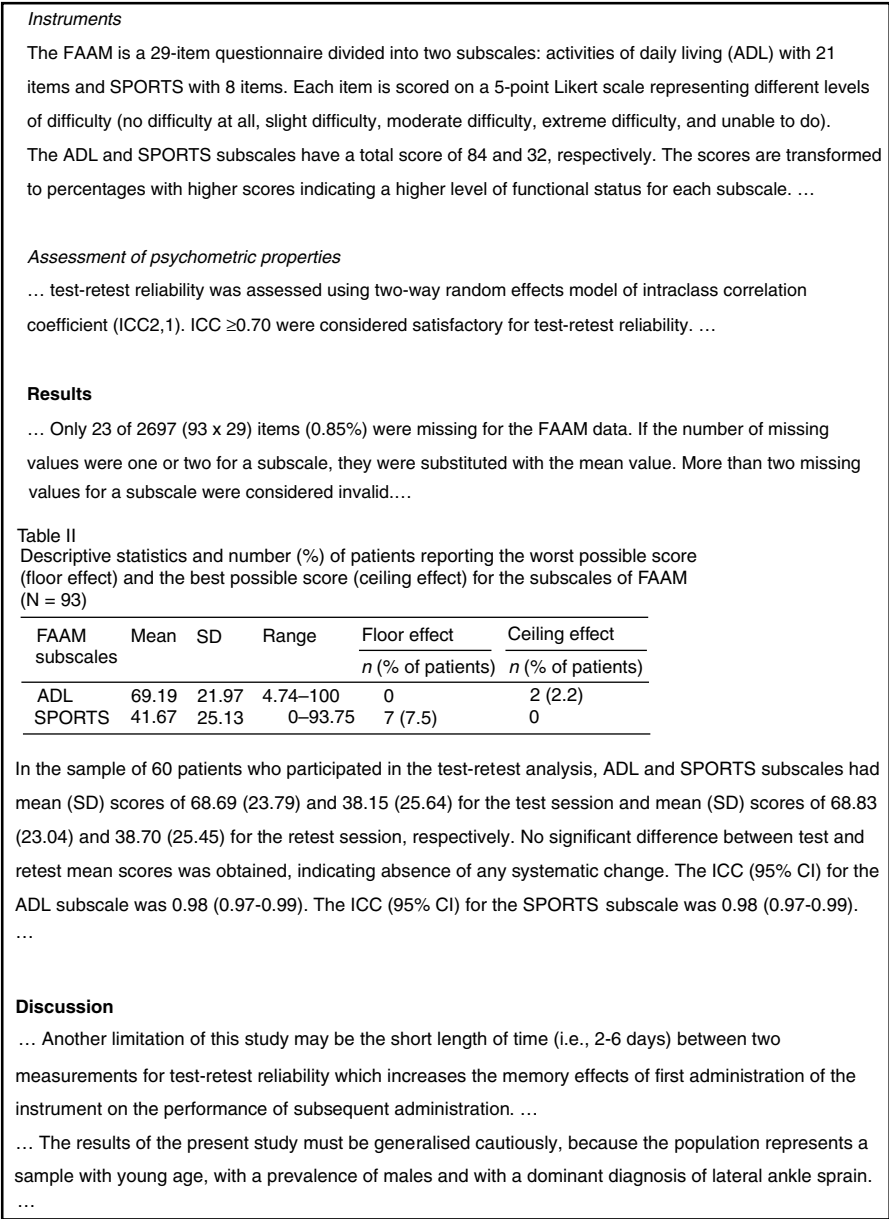 Instruments
The FAAM is a 29-item questionnaire divided into two subscales: activities of daily living (ADL) with 21
items and SPORTS with 8 items. Each item is scored on a 5-point Likert scale representing different levels
of difficulty (no difficulty at all, slight difficulty, moderate difficulty, extreme difficulty, and unable to do).
The ADL and SPORTS subscales have a total score of 84 and 32, respectively. The scores are transformed
to percentages with higher scores indicating a higher level of functional status for each subscale. …
Assessment of psychometric properties
… test-retest reliability was assessed using two-way random effects model of intraclass correlation
coefficient (ICC2,1). ICC ≥0.70 were considered satisfactory for test-retest reliability. …
Results
… Only 23 of 2697 (93 x 29) items (0.85%) were missing for the FAAM data. If the number of missing
values were one or two for a subscale, they were substituted with the mean value. More than two missing
values for a subscale were considered invalid.…
Table II
Descriptive statistics and number (%) of patients reporting the worst possible score
(floor effect) and the best possible score (ceiling effect) for the subscales of FAAM
(N = 93)
FAAM Mean SD Range Floor effect Ceiling effect
subscales n (% of patients) n (% of patients)
ADL 69.19 21.97 4.74–100 0 2 (2.2)
SPORTS 41.67 25.13 0–93.75 7 (7.5) 0
In the sample of 60 patients who participated in the test-retest analysis, ADL and SPORTS subscales had
mean (SD) scores of 68.69 (23.79) and 38.15 (25.64) for the test session and mean (SD) scores of 68.83
(23.04) and 38.70 (25.45) for the retest session, respectively. No significant difference between test and
retest mean scores was obtained, indicating absence of any systematic change. The ICC (95% CI) for the
ADL subscale was 0.98 (0.97-0.99). The ICC (95% CI) for the SPORTS subscale was 0.98 (0.97-0.99).
…
Discussion
… Another limitation of this study may be the short length of time (i.e., 2-6 days) between two
measurements for test-retest reliability which increases the memory effects of first administration of the
instrument on the performance of subsequent administration. …
… The results of the present study must be generalised cautiously, because the population represents a
sample with young age, with a prevalence of males and with a dominant diagnosis of lateral ankle sprain.
…